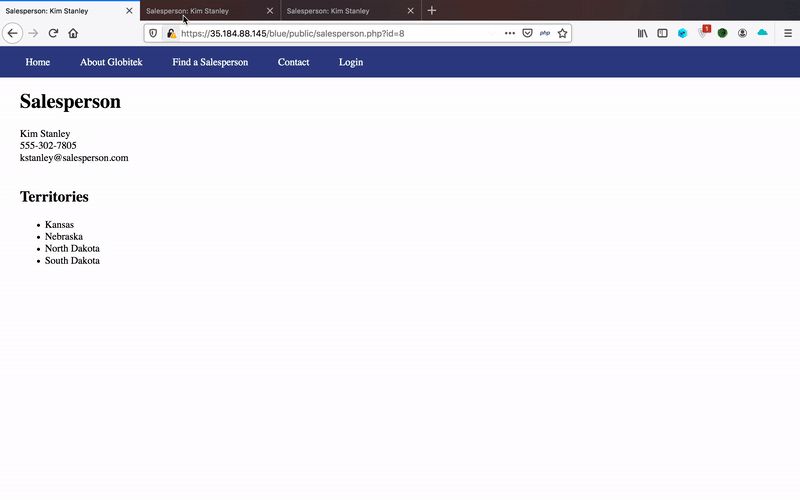 Salesperson: Kim Stanley
Salesperson: Kim Stanley
Salesperson: Kim Stanley
https://35.184.88.145/blue/public/salesperson.php?id=8
php
1
Home
About Globitek
Find a Salesperson
Contact
Login
Salesperson
Kim Stanley
555-302-7805
kstanley@salesperson.com
Territories
Kansas
Nebraska
North Dakota
South Dakota